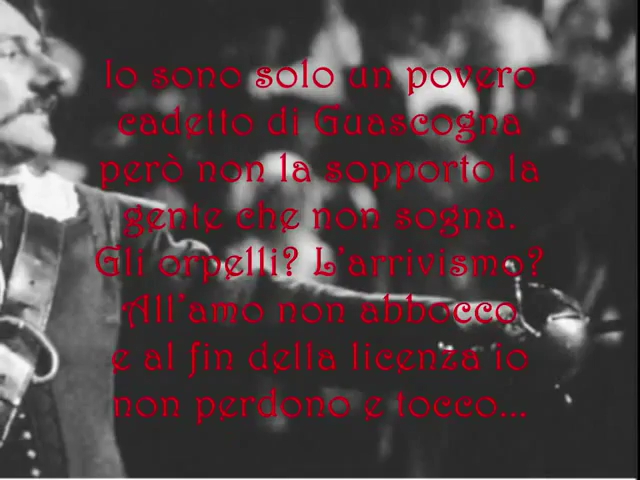 Io sono solo un povero
cadetto di Guascogna
però non la sopporto la
gente che non sogna.
Gli orpelli? L'arrivismo?
All'amo non abbocco
e al fin della licenza io
non perdono e tocco...